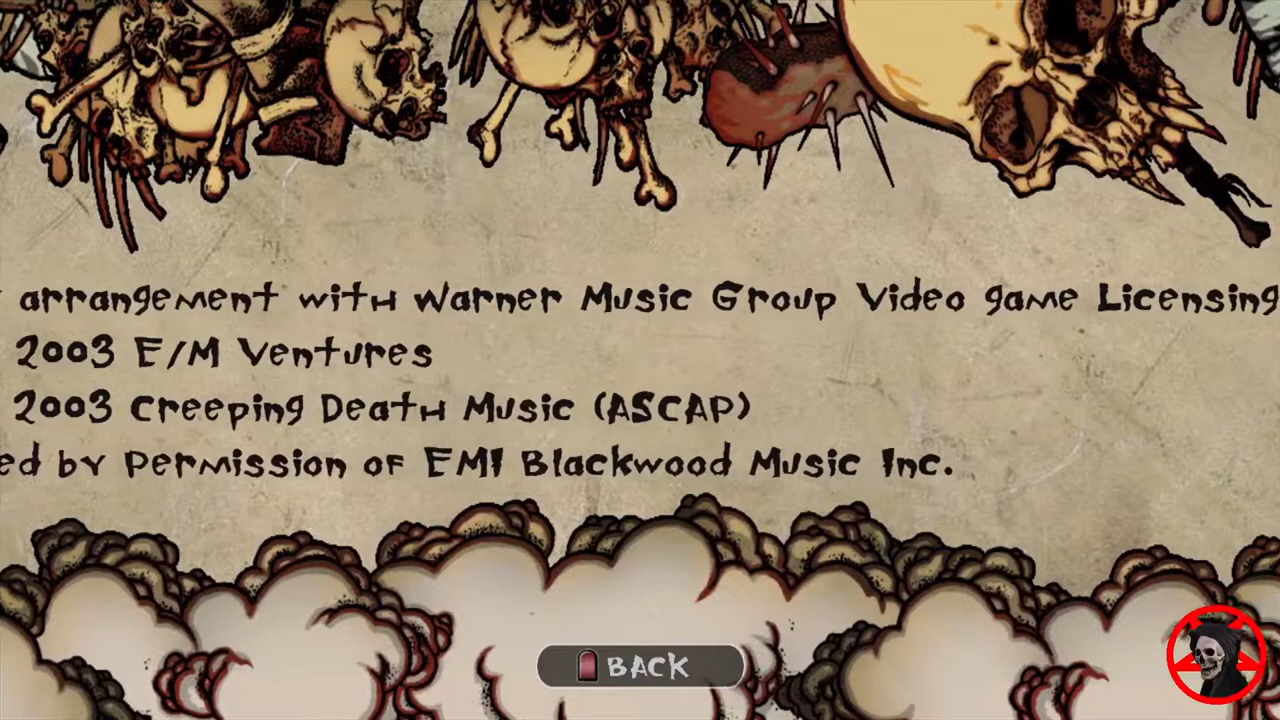 arrangement with Warner Music Group Video game Licensing
2003 E/M Ventures
2003 Creeping Death Music (ASCAP)
ed by Permission of EMI Blackwood Music Inc.
BACK